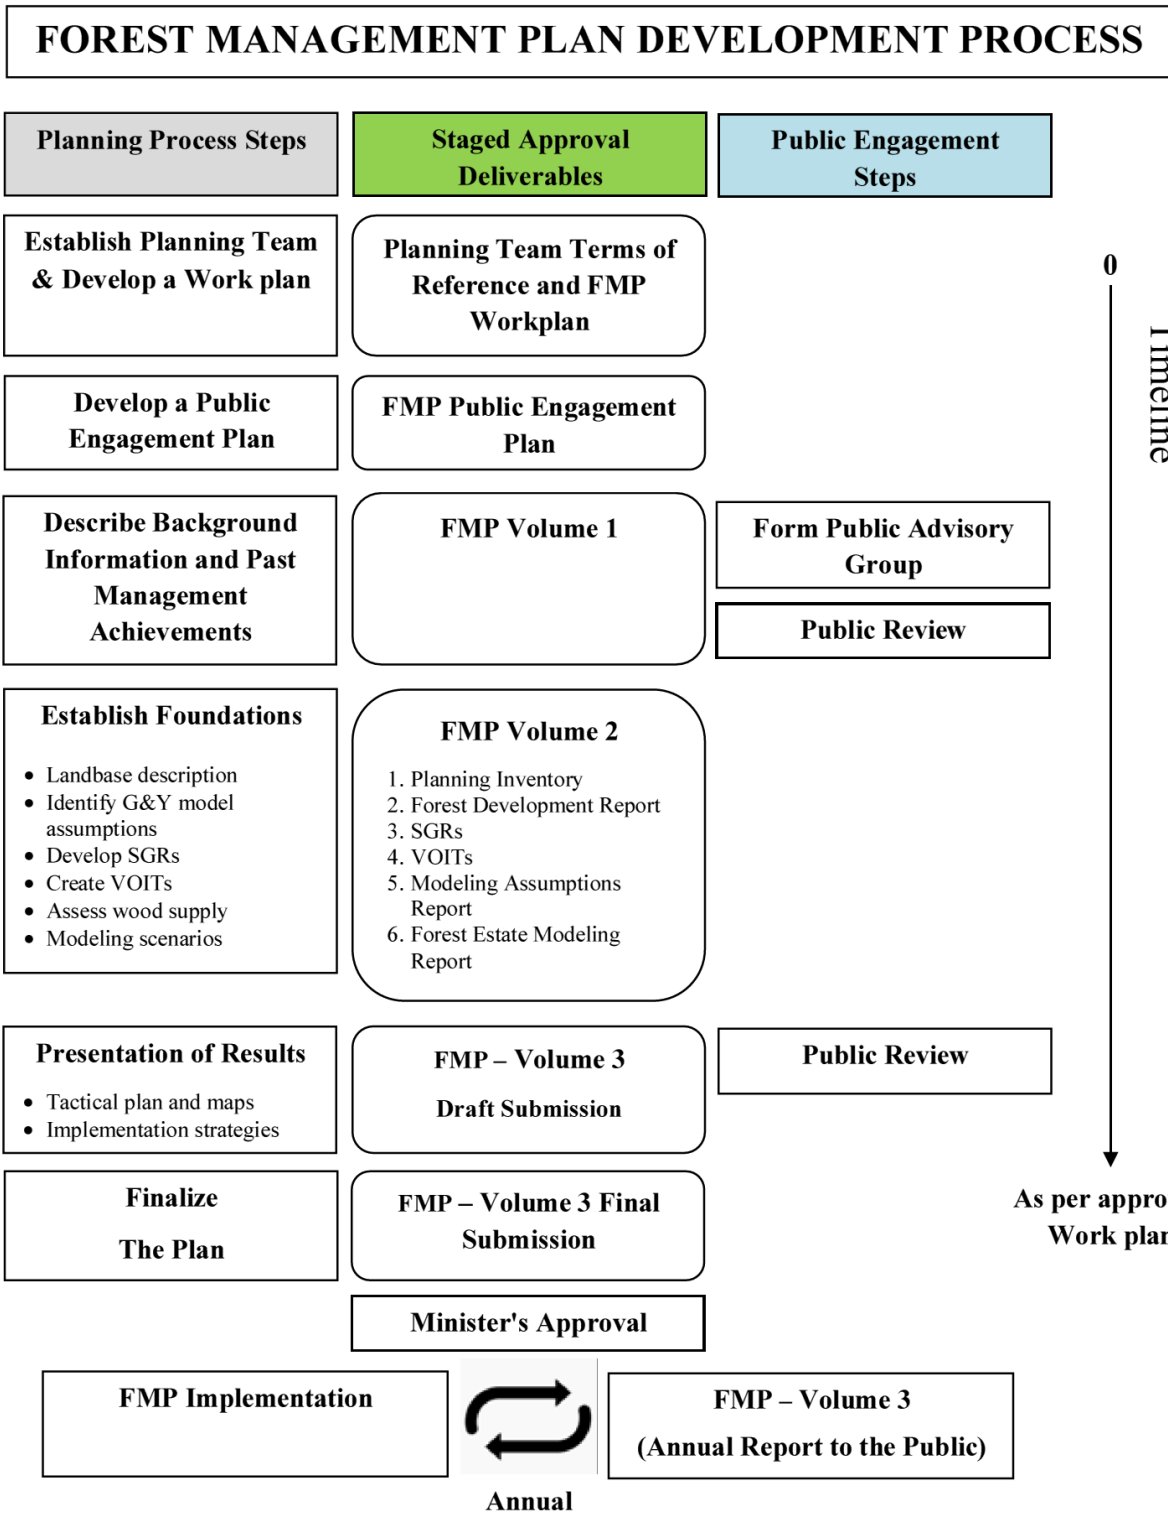 FOREST MANAGEMENT PLAN DEVELOPMENT PROCESS
Planning Process Steps
Staged Approval
Deliverables
Public Engagement
Steps
Establish Planning Team
& Develop a Work plan
Planning Team Terms of
Reference and FMP
Workplan
0
Timeline
Develop a Public
Engagement Plan
FMP Public Engagement
Plan
Describe Background
Information and Past
Management
Achievements
FMP Volume 1
Form Public Advisory
Group
Public Review
Establish Foundations
• Landbase description
• Identify G&Y model
assumptions
• Develop SGRs
• Create VOITs
• Assess wood supply
• Modeling scenarios
FMP Volume 2
1. Planning Inventory
2. Forest Development Report
3. SGRs
4. VOITs
5. Modeling Assumptions
Report
6. Forest Estate Modeling
Report
Presentation of Results
• Tactical plan and maps
• Implementation strategies
FMP – Volume 3
Draft Submission
Public Review
Finalize
The Plan
FMP – Volume 3 Final
Submission
As per appro
Work plan
Minister's Approval
FMP Implementation
Annual
FMP – Volume 3
(Annual Report to the Public)